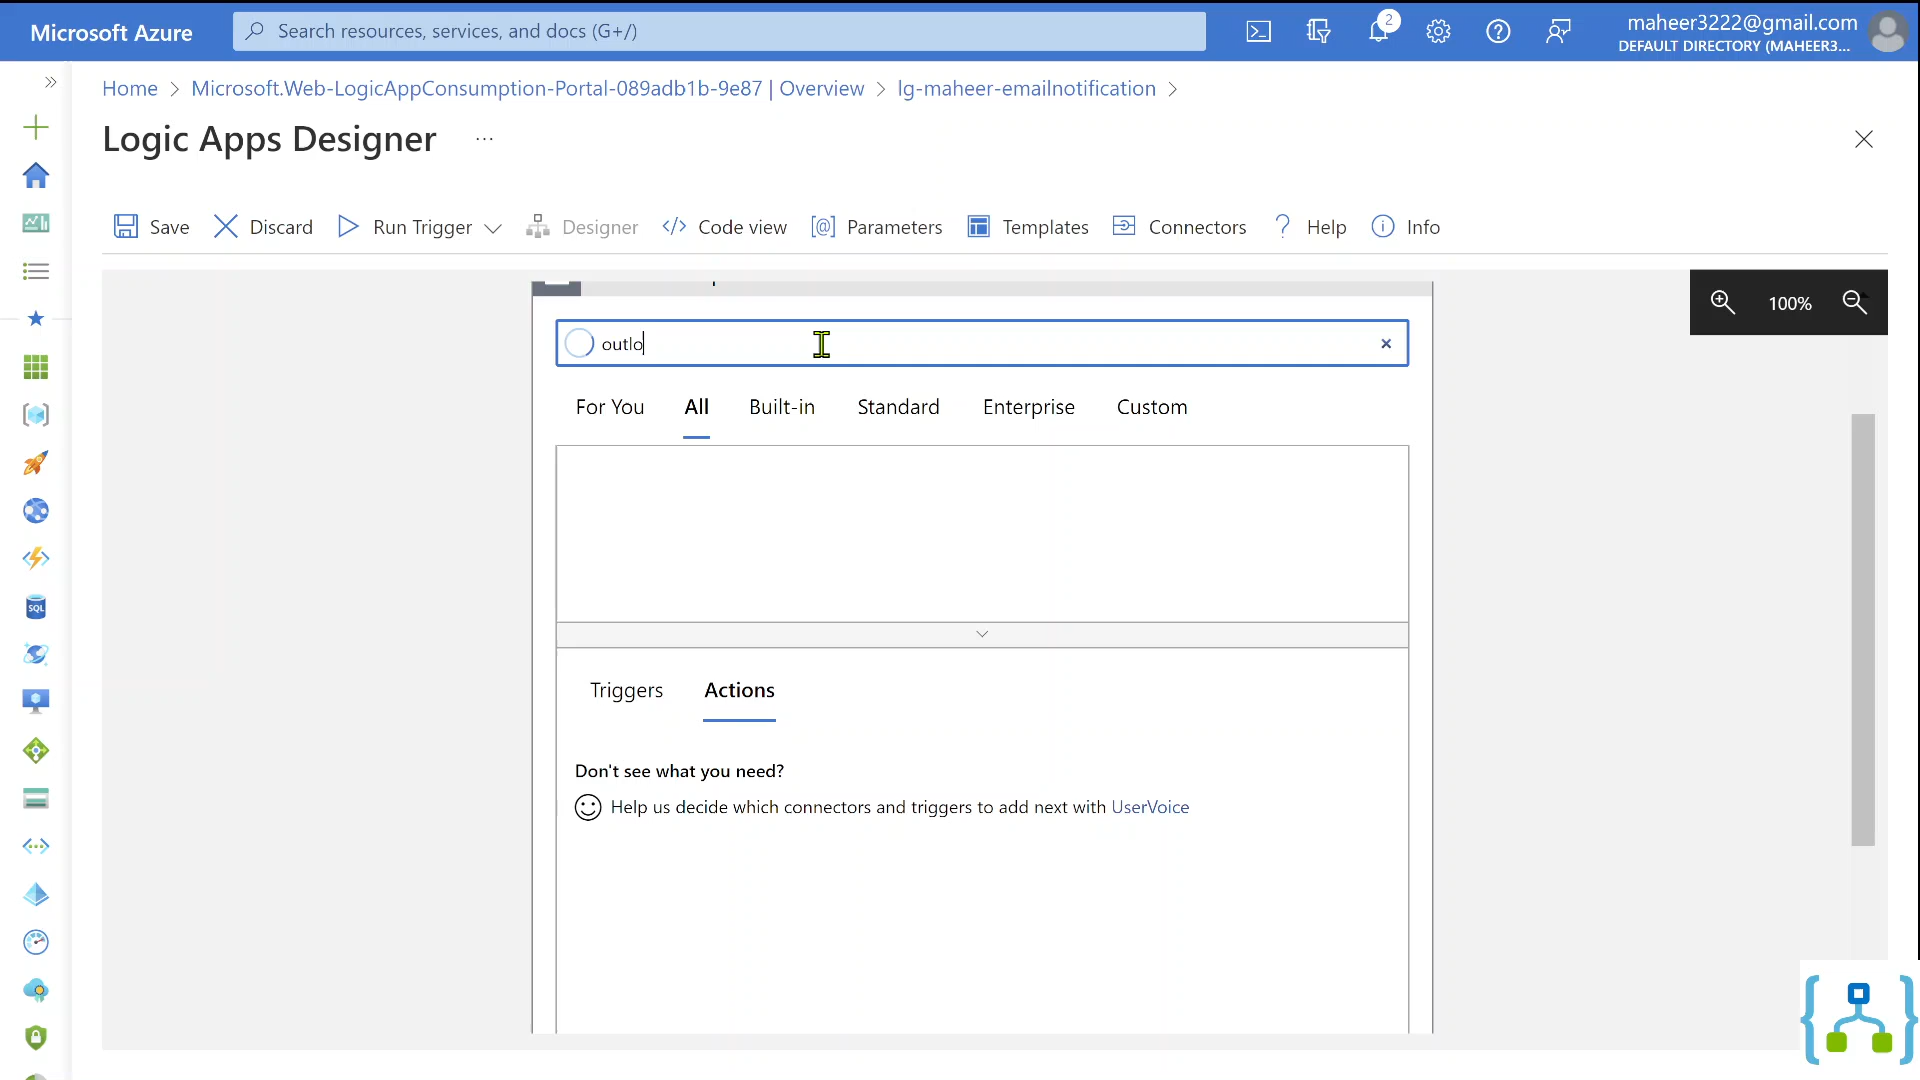 Microsoft Azure
Search resources, services, and docs (G+/)
2
maheer3222@gmail.com
DEFAULT DIRECTORY (MAHEER3...
Home > Microsoft.Web-LogicAppConsumption-Portal-089adb1b-9e87 | Overview > lg-maheer-emailnotification >
Logic Apps Designer ...
Save Discard Run Trigger Designer Code view Parameters Templates Connectors Help Info
100%
outlo
For You All Built-in Standard Enterprise Custom
Triggers Actions
Don't see what you need?
Help us decide which connectors and triggers to add next with UserVoice
SQL